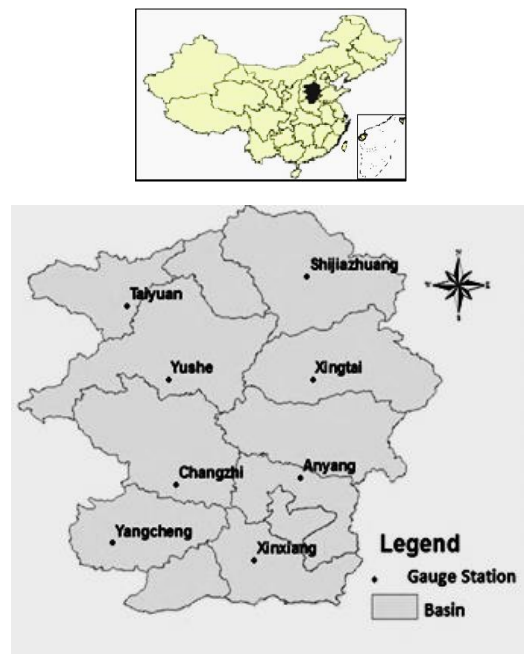 Shijiazhuang
Taiyuan
Yushe
Xingtai
Changzhi
Anyang
Yangcheng
Xinxiang
Legend
Gauge Station
Basin